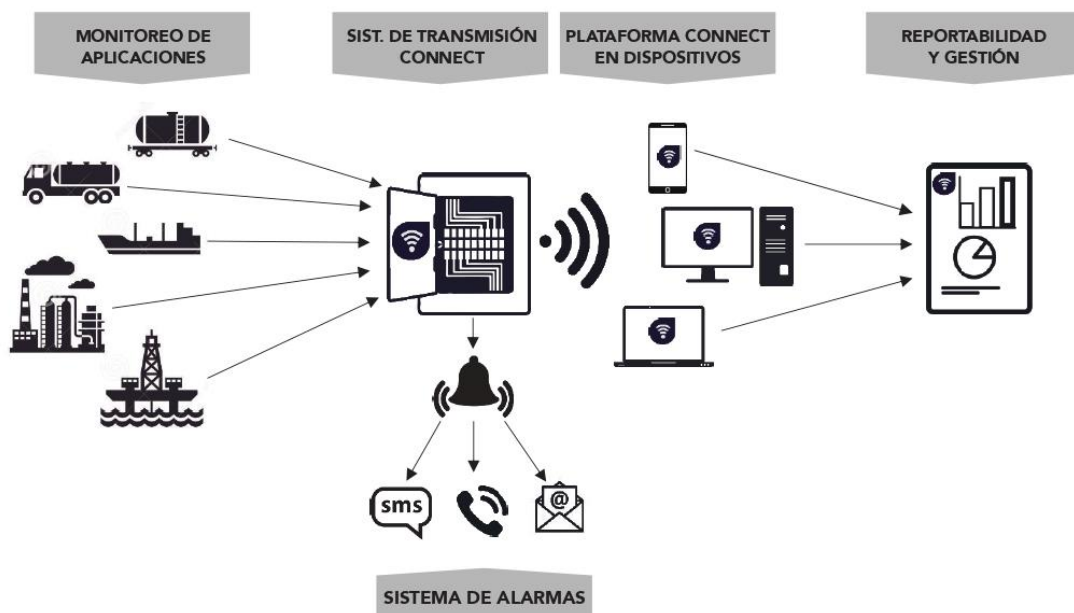 MONITOREO DE
APLICACIONES
SIST. DE TRANSMISIÓN
CONNECT
PLATAFORMA CONNECT
EN DISPOSITIVOS
REPORTABILIDAD
Y GESTIÓN
sms
@
SISTEMA DE ALARMAS